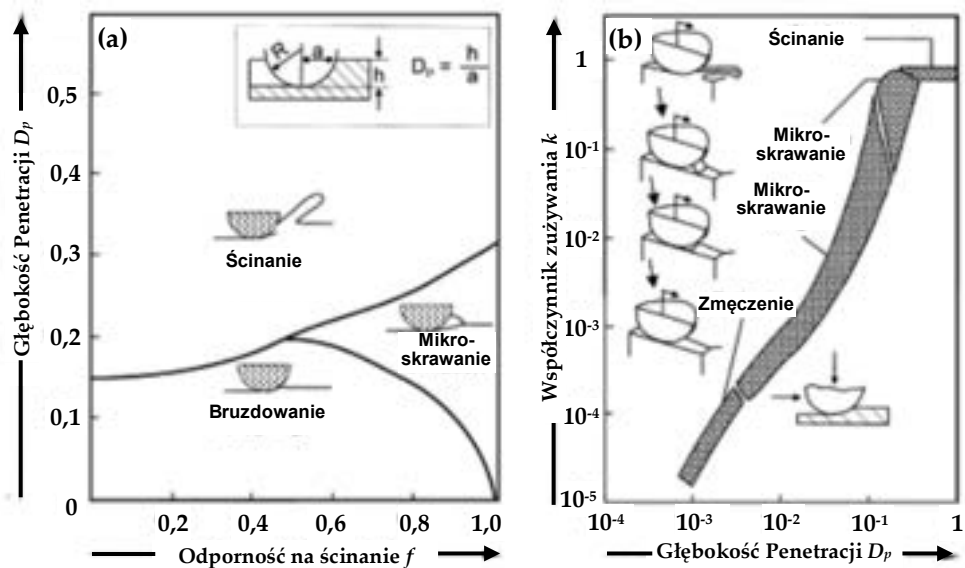 (a)
Głębokość Penetracji Dₚ
R
a
h
Dₚ = h/a
0,5
0,4
0,3
0,2
0,1
0
Ścinanie
Mikro-
skrawanie
Bruzdowanie
0,2
0,4
0,6
0,8
1,0
Odporność na ścinanie f
(b)
Współczynnik zużywania k
1
10⁻¹
10⁻²
10⁻³
10⁻⁴
10⁻⁵
Ścinanie
Mikro-
skrawanie
Mikro-
skrawanie
Zmęczenie
10⁻⁴
10⁻³
10⁻²
10⁻¹
1
Głębokość Penetracji Dₚ